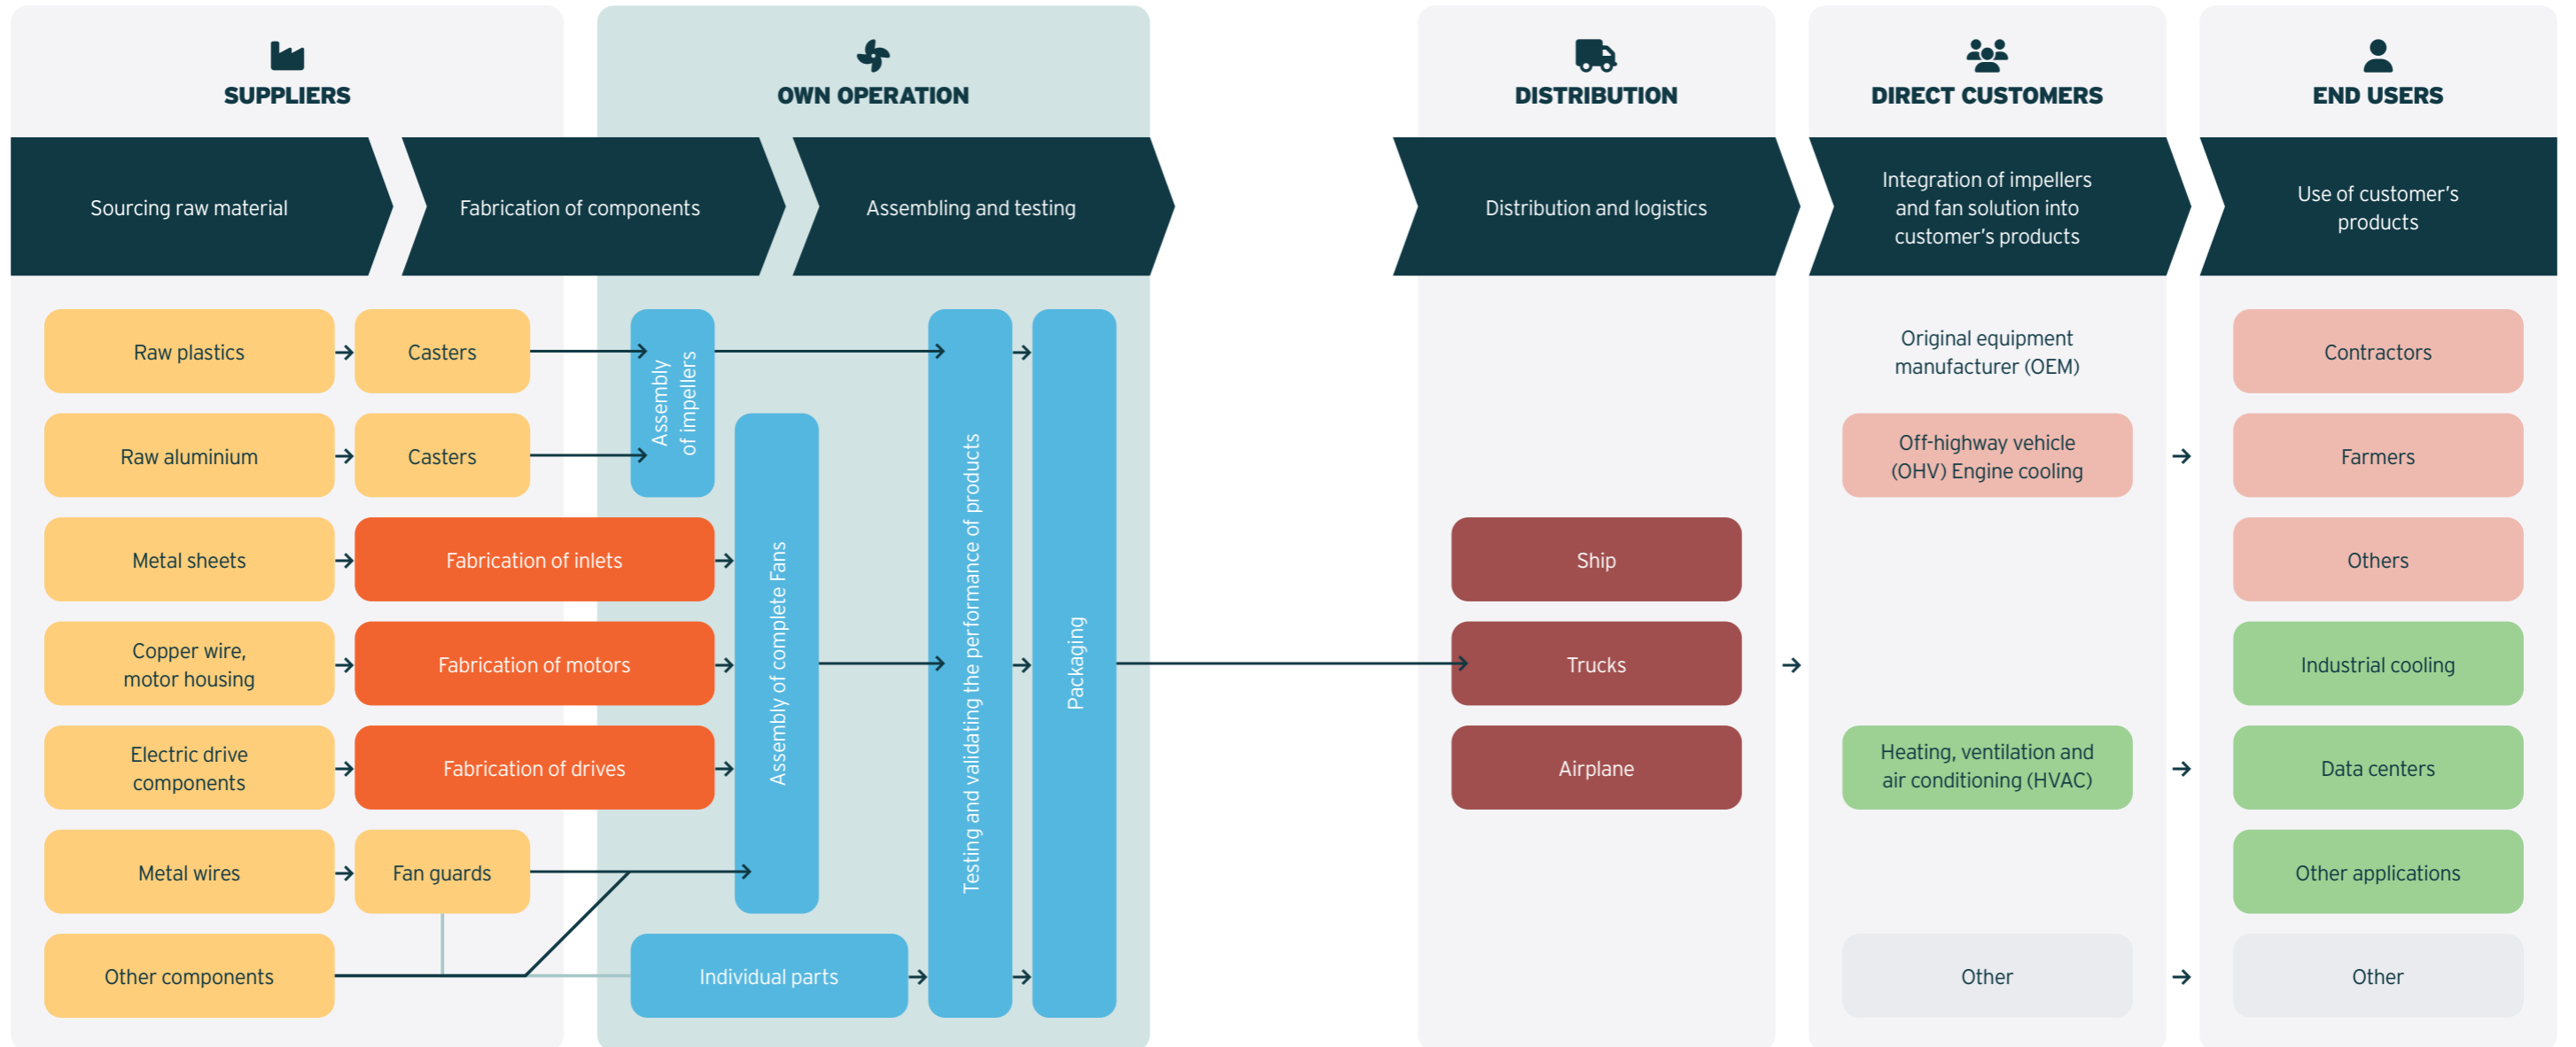 SUPPLIERS
OWN OPERATION
DISTRIBUTION
DIRECT CUSTOMERS
END USERS
Sourcing raw material
Fabrication of components
Assembling and testing
Distribution and logistics
Integration of impellers
and fan solution into
customer's products
Use of customer's
products
Raw plastics
Casters
Raw aluminium
Casters
Metal sheets
Fabrication of inlets
Copper wire,
motor housing
Fabrication of motors
Electric drive
components
Fabrication of drives
Metal wires
Fan guards
Other components
Assembly
of impellers
Assembly of complete Fans
Individual parts
Testing and validating the performance of products
Packaging
Ship
Trucks
Airplane
Original equipment
manufacturer (OEM)
Off-highway vehicle
(OHV) Engine cooling
Heating, ventilation and
air conditioning (HVAC)
Other
Contractors
Farmers
Others
Industrial cooling
Data centers
Other applications
Other